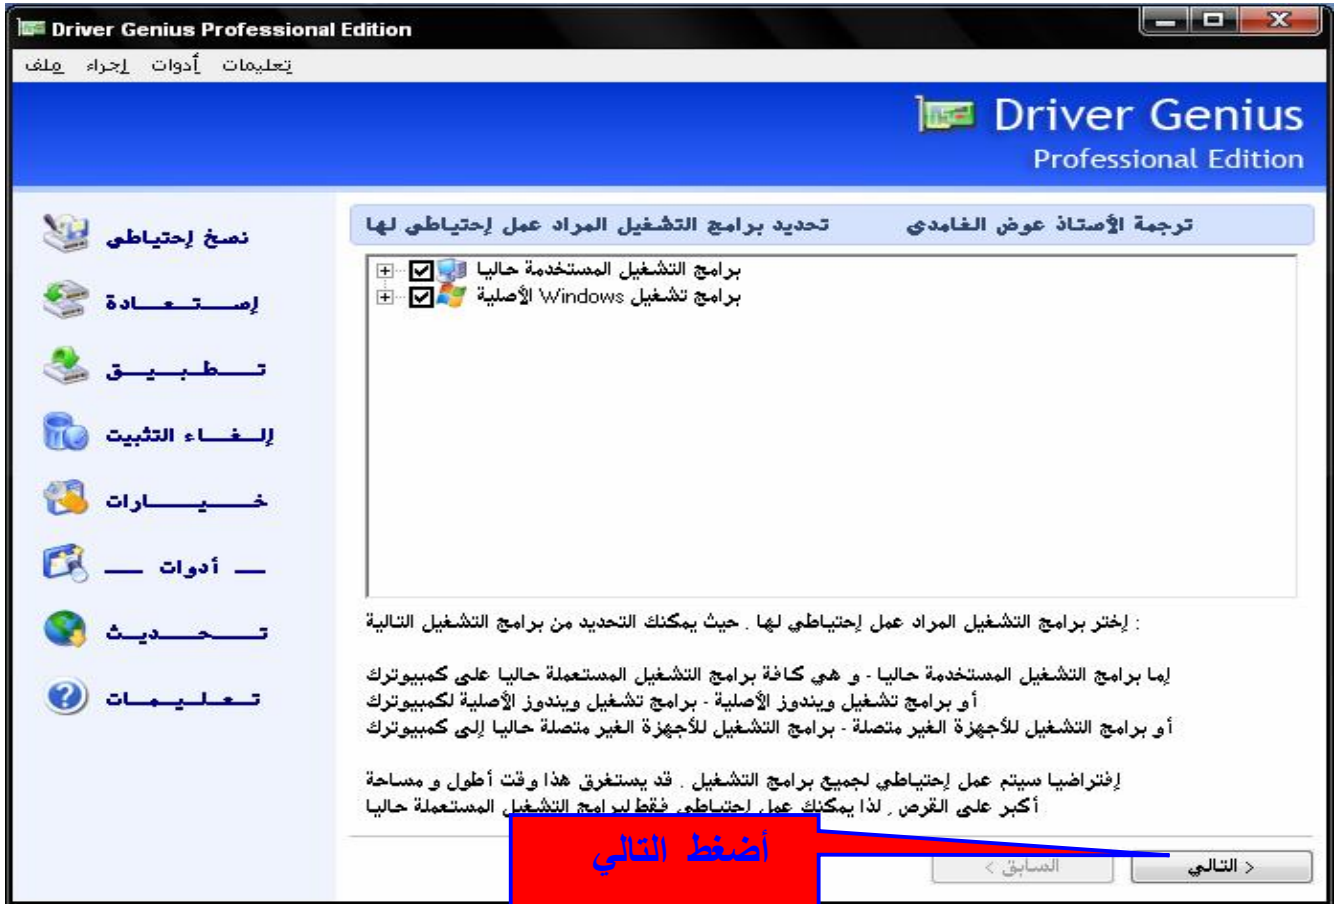 Driver Genius Professional Edition
ملف إجراء أدوات تعليمات
Driver Genius
Professional Edition
نسخ إحتياطي
إستعادة
تطبيق
إلغاء التثبيت
خيارات
أدوات
تحديث
تعليمات
ترجمة الأستاذ عوض الغامدي تحديد برامج التشغيل المراد عمل إحتياطي لها
برامج التشغيل المستخدمة حاليا
برامج تشغيل Windows الأصلية
: إختر برامج التشغيل المراد عمل إحتياطي لها . حيث يمكنك التحديد من برامج التشغيل التالية
إما برامج التشغيل المستخدمة حاليا - و هي كافة برامج التشغيل المستعملة حاليا على كمبيوترك
أو برامج تشغيل ويندوز الأصلية - برامج تشغيل ويندوز الأصلية لكمبيوترك
أو برامج التشغيل للأجهزة الغير متصلة - برامج التشغيل للأجهزة الغير متصلة حاليا إلى كمبيوترك
إفتراضيا سيتم عمل إحتياطي لجميع برامج التشغيل . قد يستغرق هذا وقت أطول و مساحة
أكبر على القرص , لذا يمكنك عمل إحتياطي فقط لبرامج التشغيل المستعملة حاليا
أضغط التالي
السابق >
< التالي